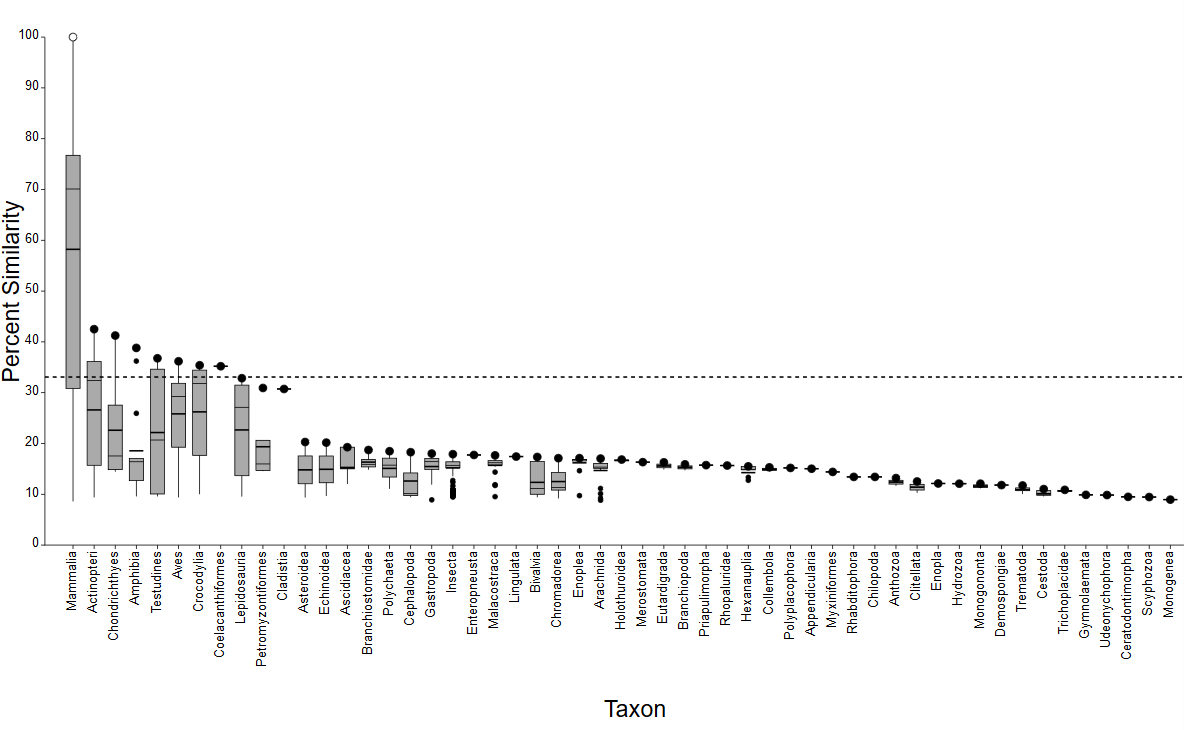 Percent Similarity
100
90
80
70
60
50
40
30
20
10
0
Mammalia
Actinopteri
Chondrichthyes
Amphibia
Testudines
Aves
Crocodylia
Coelacanthiformes
Lepidosauria
Petromyzontiformes
Cladistia
Asteroidea
Echinoidea
Ascidiacea
Branchiostomidae
Polychaeta
Cephalopoda
Gastropoda
Insecta
Enteropneusta
Malacostraca
Lingulata
Bivalvia
Chromadorea
Enoplea
Arachnida
Holothuroidea
Merostomata
Eutardigrada
Branchiopoda
Priapulimorpha
Rhopaluridae
Hexanauplia
Collembola
Polyplacophora
Appendicularia
Myxiniformes
Rhabditophora
Chilopoda
Anthozoa
Clitellata
Enopla
Hydrozoa
Monogononta
Demospongiae
Trematoda
Cestoda
Trichoplacidae
Gymnolaemata
Udeonychophora
Ceratodontimorpha
Scyphozoa
Monogenea
Taxon